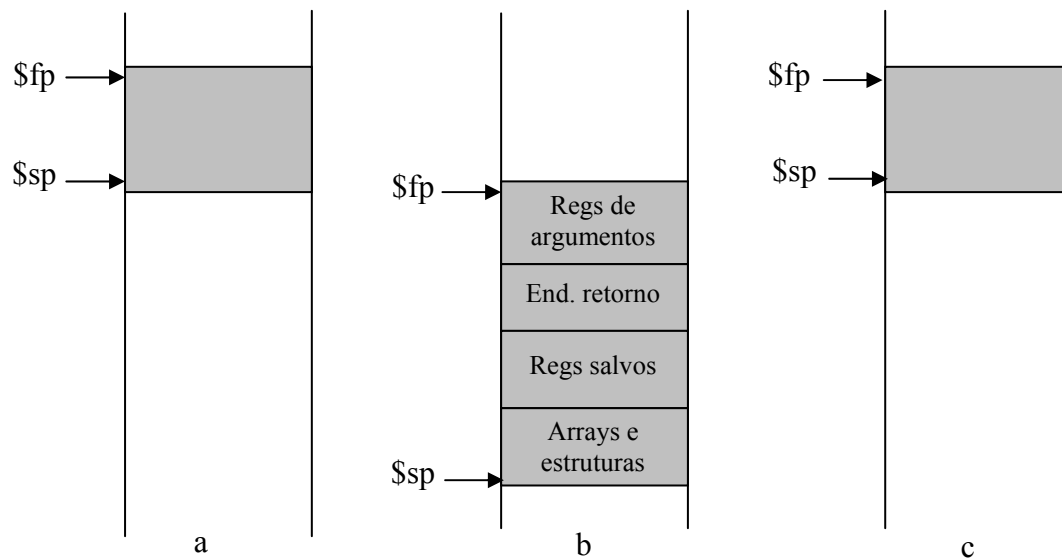 $fp
$sp
a
$fp
Regs de
argumentos
End. retorno
Regs salvos
Arrays e
estruturas
$sp
b
$fp
$sp
c